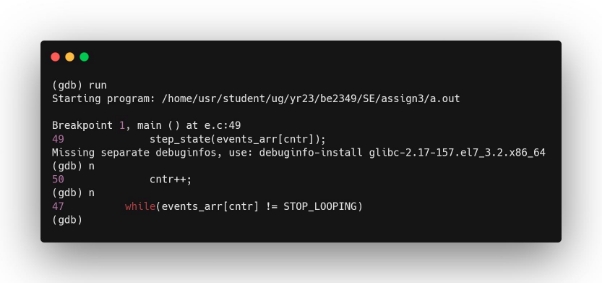 (gdb) run
Starting program: /home/usr/student/ug/yr23/be2349/SE/assign3/a.out
Breakpoint 1, main () at e.c:49
49 step_state(events_arr[cntr]);
Missing separate debuginfos, use: debuginfo-install glibc-2.17-157.el7_3.2.x86_64
(gdb) n
50 cntr++;
(gdb) n
47 while(events_arr[cntr] != STOP_LOOPING)
(gdb)